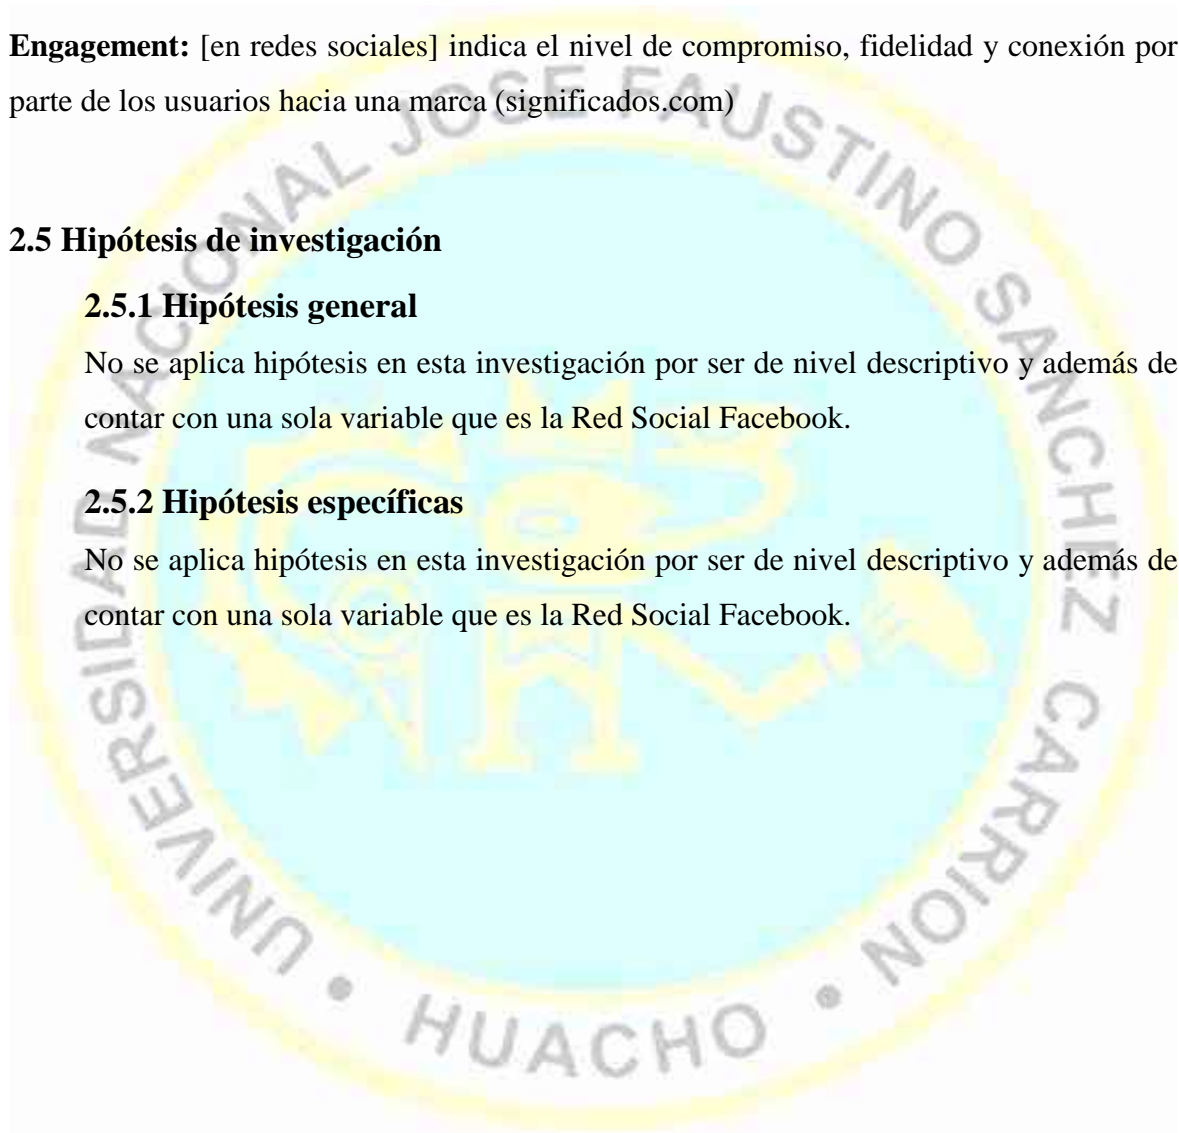 Engagement: [en redes sociales] indica el nivel de compromiso, fidelidad y conexión por
parte de los usuarios hacia una marca (significados.com)
2.5 Hipótesis de investigación
2.5.1 Hipótesis general
No se aplica hipótesis en esta investigación por ser de nivel descriptivo y además de
contar con una sola variable que es la Red Social Facebook.
2.5.2 Hipótesis específicas
No se aplica hipótesis en esta investigación por ser de nivel descriptivo y además de
contar con una sola variable que es la Red Social Facebook.
UNIVERSIDAD NACIONAL JOSE FAUSTINO SANCHEZ CARRION • HUACHO •